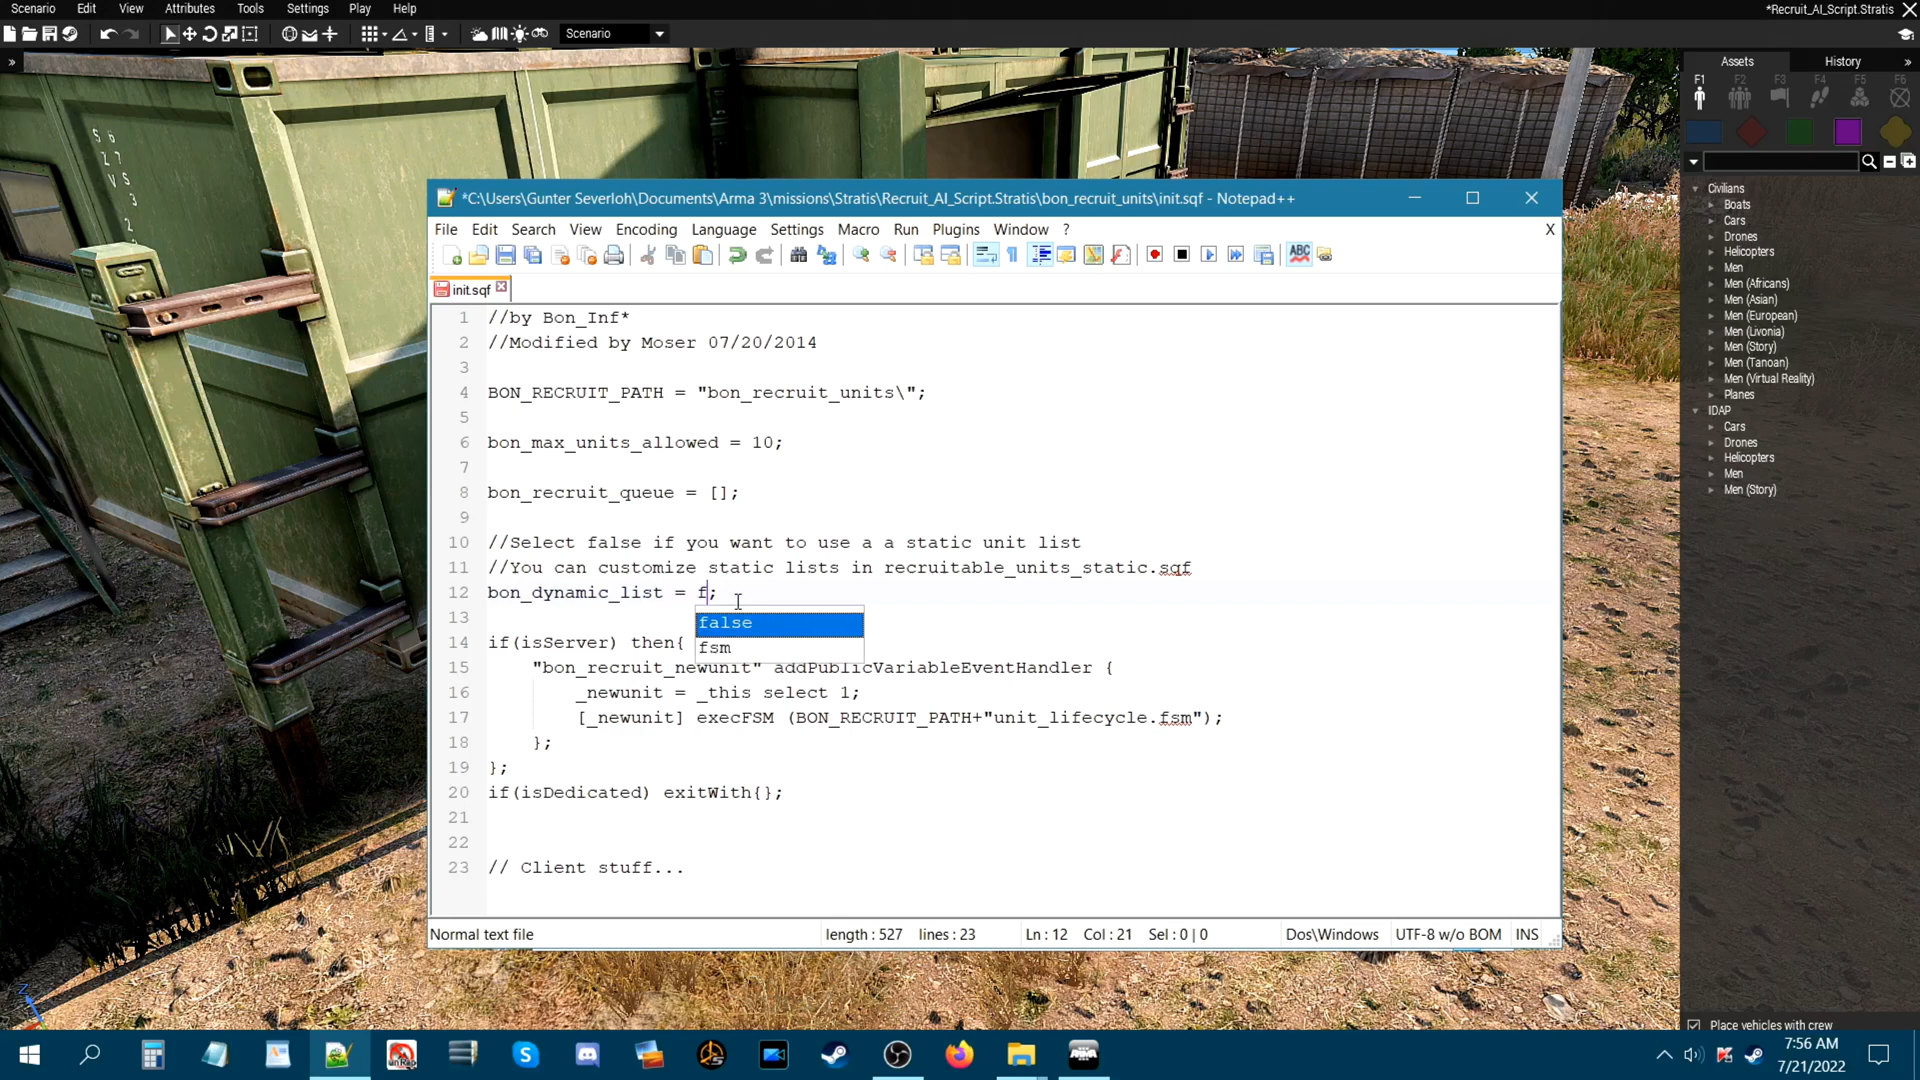 Scenario Edit View Attributes Tools Settings Play Help
*Recruit_AI_Script.Stratis
Scenario
Assets History
F1 F2 F3 F4 F5 F6
Civilians
Boats
Cars
Drones
Helicopters
Men
Men (Africans)
Men (Asian)
Men (European)
Men (Livonia)
Men (Story)
Men (Tanoan)
Men (Virtual Reality)
Planes
IDAP
Cars
Drones
Helicopters
Men
Men (Story)
Place vehicles with crew
*C:\Users\Gunter Severloh\Documents\Arma 3\missions\Stratis\Recruit_AI_Script.Stratis\bon_recruit_units\init.sqf - Notepad++
File Edit Search View Encoding Language Settings Macro Run Plugins Window ? X
ABC
init.sqf
1 //by Bon_Inf*
2 //Modified by Moser 07/20/2014
3
4 BON_RECRUIT_PATH = "bon_recruit_units\";
5
6 bon_max_units_allowed = 10;
7
8 bon_recruit_queue = [];
9
10 //Select false if you want to use a a static unit list
11 //You can customize static lists in recruitable_units_static.sqf
12 bon_dynamic_list = f;
13
false
fsm
14 if(isServer) then{
15 "bon_recruit_newunit" addPublicVariableEventHandler {
16 _newunit = _this select 1;
17 [_newunit] execFSM (BON_RECRUIT_PATH+"unit_lifecycle.fsm");
18 };
19 };
20 if(isDedicated) exitWith{};
21
22
23 // Client stuff...
Normal text file length : 527 lines : 23 Ln : 12 Col : 21 Sel : 0 | 0 Dos\Windows UTF-8 w/o BOM INS
Z
7:56 AM
7/21/2022